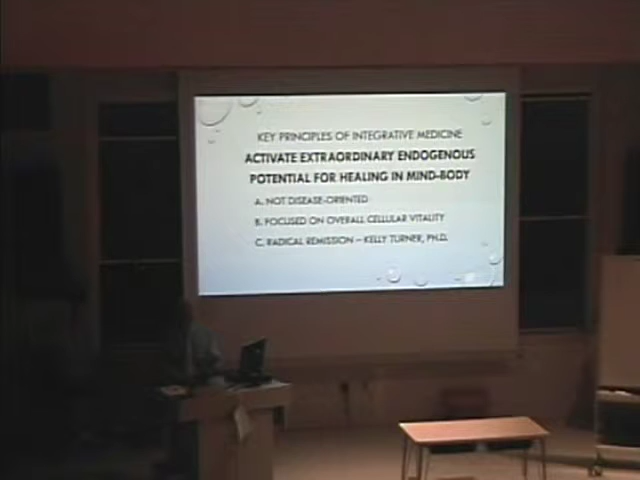 KEY PRINCIPLES OF INTEGRATIVE MEDICINE
ACTIVATE EXTRAORDINARY ENDOGENOUS
POTENTIAL FOR HEALING IN MIND-BODY
A. NOT DISEASE-ORIENTED
B. FOCUSED ON OVERALL CELLULAR VITALITY
C. RADICAL REMISSION – KELLY TURNER, PH.D.